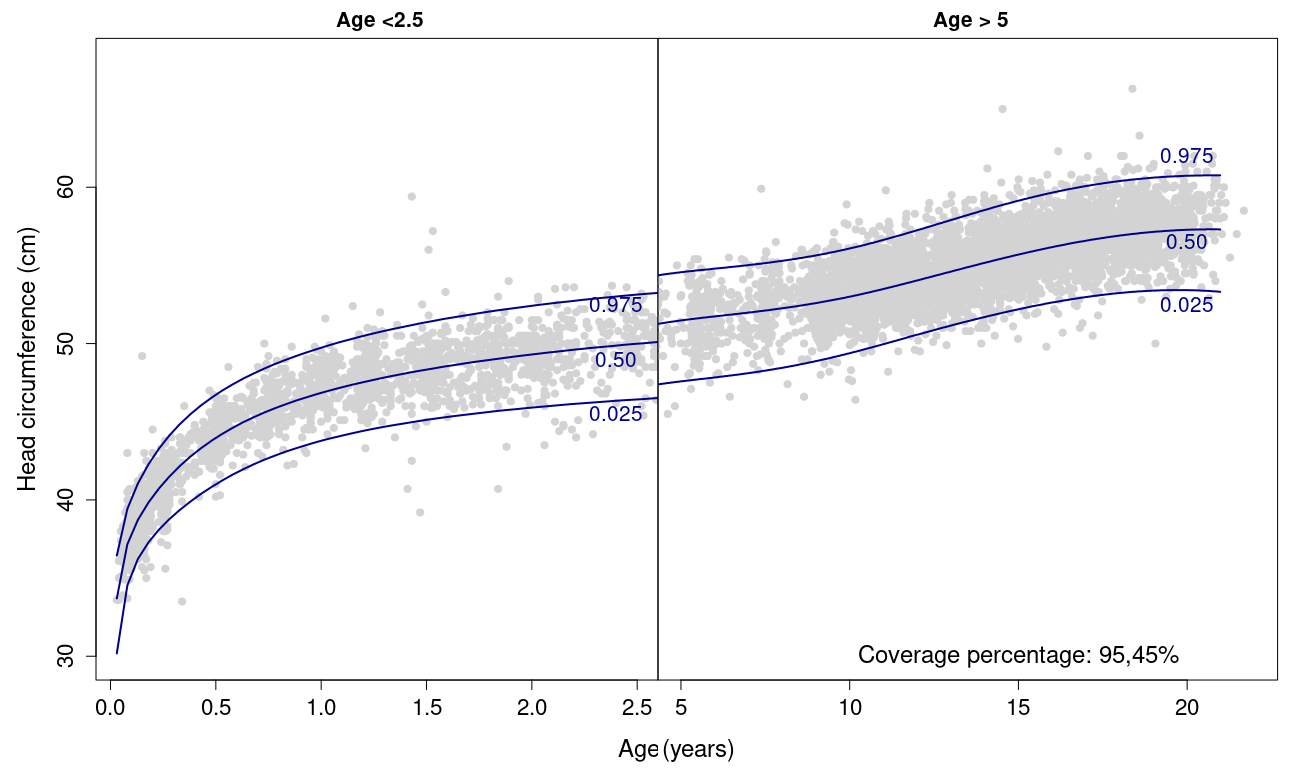 Age <2.5
Age > 5
Head circumference (cm)
60
50
40
30
0.975
0.50
0.025
0.975
0.50
0.025
Coverage percentage: 95,45%
0.0 0.5 1.0 1.5 2.0 2.5 5 10 15 20
Age (years)